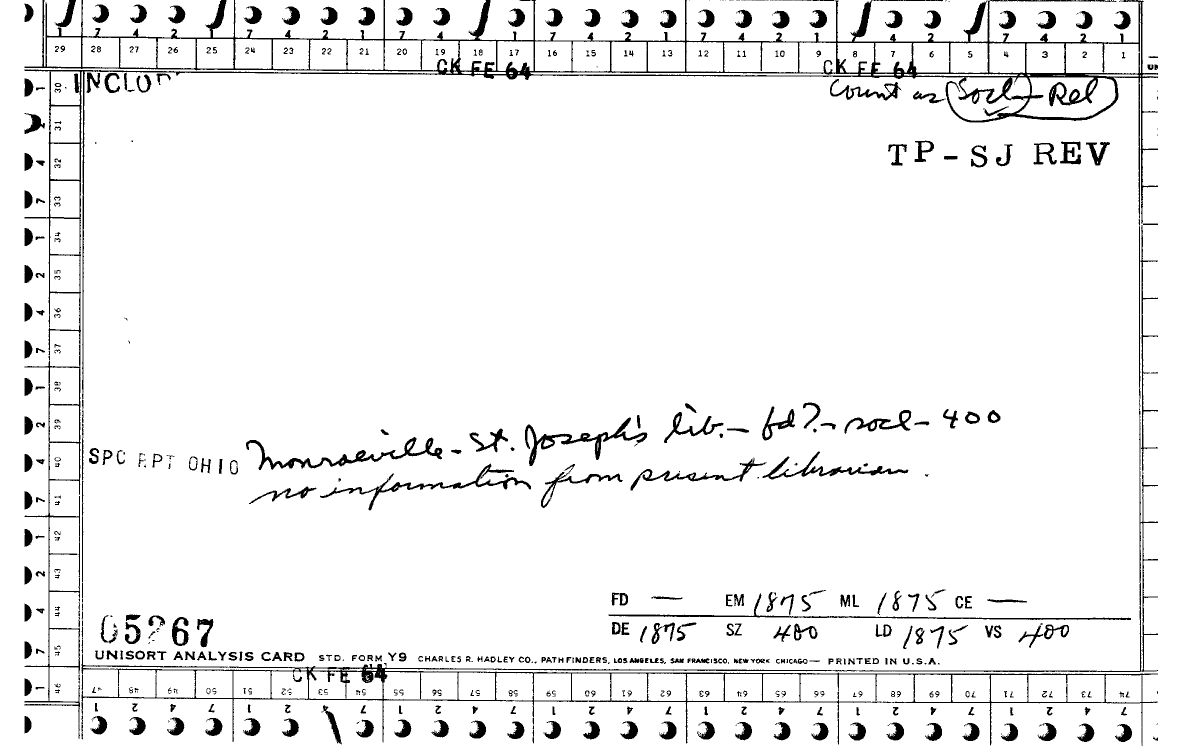 7 4 2 1 7 4 2 1 7 4 2 1 7 4 2 1 7 4 2 1 7 4 2 1 7 4 2 1
29 28 27 26 25 24 23 22 21 20 19 18 17 16 15 14 13 12 11 10 9 8 7 6 5 4 3 2 1
CK FE 64 CK FE 64
INCLUD
Count as Socl - Rel
TP - SJ REV
30
31
32
33
34
35
36
37
38
39
40
41
42
43
44
45
46
Monroeville - St. Joseph's lib. - fd? - socl - 400
SPC RPT OHIO
no information from present librarian.
FD — EM 1875 ML 1875 CE —
DE 1875 SZ 400 LD 1875 VS 400
05267
UNISORT ANALYSIS CARD STD. FORM Y9 CHARLES R. HADLEY CO., PATHFINDERS, LOS ANGELES, SAN FRANCISCO, NEW YORK CHICAGO — PRINTED IN U.S.A.
CK FE 64
47 48 49 50 51 52 53 54 55 56 57 58 59 60 61 62 63 64 65 66 67 68 69 70 71 72 73 74
1 2 4 7 1 2 4 7 1 2 4 7 1 2 4 7 1 2 4 7 1 2 4 7 1 2 4 7